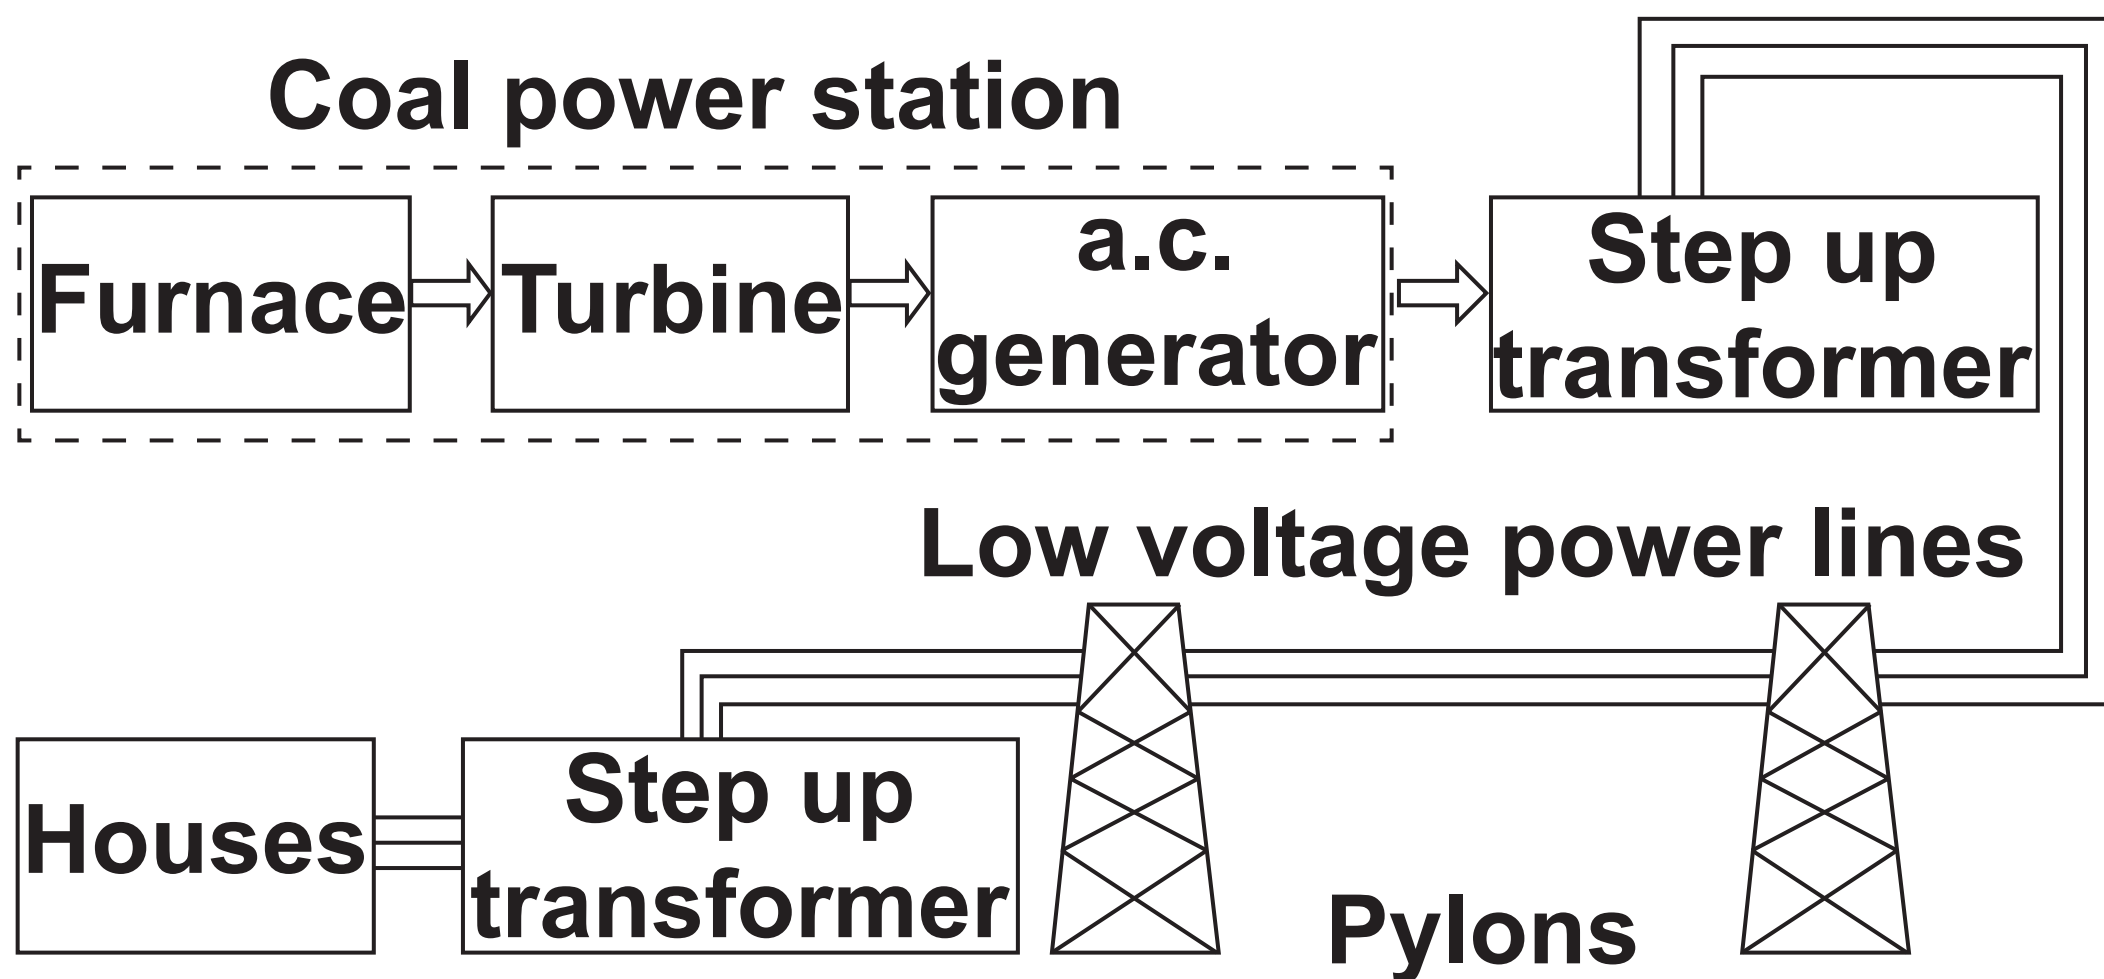 Coal power station
Furnace
Turbine
a.c.
generator
Step up
transformer
Low voltage power lines
Houses
Step up
transformer
Pylons